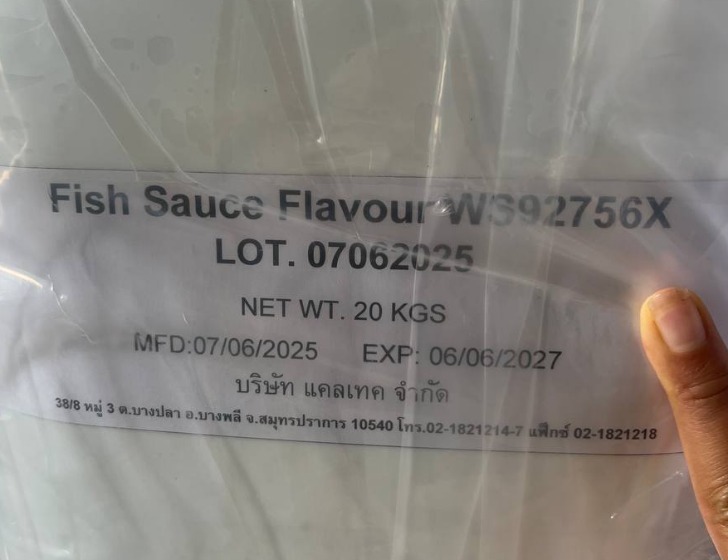 Fish Sauce Flavour WS92756X
LOT. 07062025
NET WT. 20 KGS
MFD:07/06/2025 EXP: 06/06/2027
บริษัท แคลเทค จำกัด
38/8 หมู่ 3 ต.บางปลา อ.บางพลี จ.สมุทรปราการ 10540 โทร.02-1821214-7 แฟ็กซ์ 02-1821218